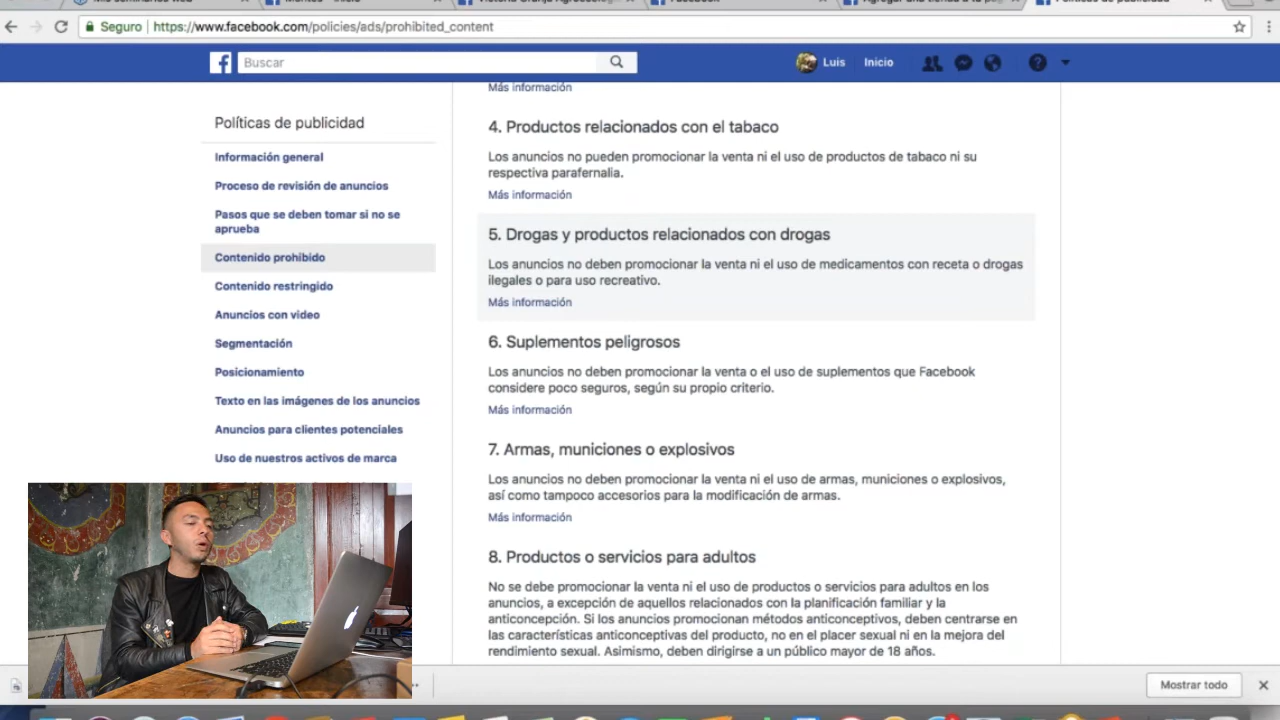 Mis seminarios web
Montes - Inicio
Facebook
Políticas de publicidad
Seguro
https://www.facebook.com/policies/ads/prohibited_content
Buscar
Luis
Inicio
Políticas de publicidad
Información general
Proceso de revisión de anuncios
Pasos que se deben tomar si no se
aprueba
Contenido prohibido
Contenido restringido
Anuncios con video
Segmentación
Posicionamiento
Texto en las imágenes de los anuncios
Anuncios para clientes potenciales
Uso de nuestros activos de marca
Más información
4. Productos relacionados con el tabaco
Los anuncios no pueden promocionar la venta ni el uso de productos de tabaco ni su
respectiva parafernalia.
Más información
5. Drogas y productos relacionados con drogas
Los anuncios no deben promocionar la venta ni el uso de medicamentos con receta o drogas
ilegales o para uso recreativo.
Más información
6. Suplementos peligrosos
Los anuncios no deben promocionar la venta o el uso de suplementos que Facebook
considere poco seguros, según su propio criterio.
Más información
7. Armas, municiones o explosivos
Los anuncios no deben promocionar la venta ni el uso de armas, municiones o explosivos,
así como tampoco accesorios para la modificación de armas.
Más información
8. Productos o servicios para adultos
No se debe promocionar la venta ni el uso de productos o servicios para adultos en los
anuncios, a excepción de aquellos relacionados con la planificación familiar y la
anticoncepción. Si los anuncios promocionan métodos anticonceptivos, deben centrarse en
las características anticonceptivas del producto, no en el placer sexual ni en la mejora del
rendimiento sexual. Asimismo, deben dirigirse a un público mayor de 18 años.
Mostrar todo